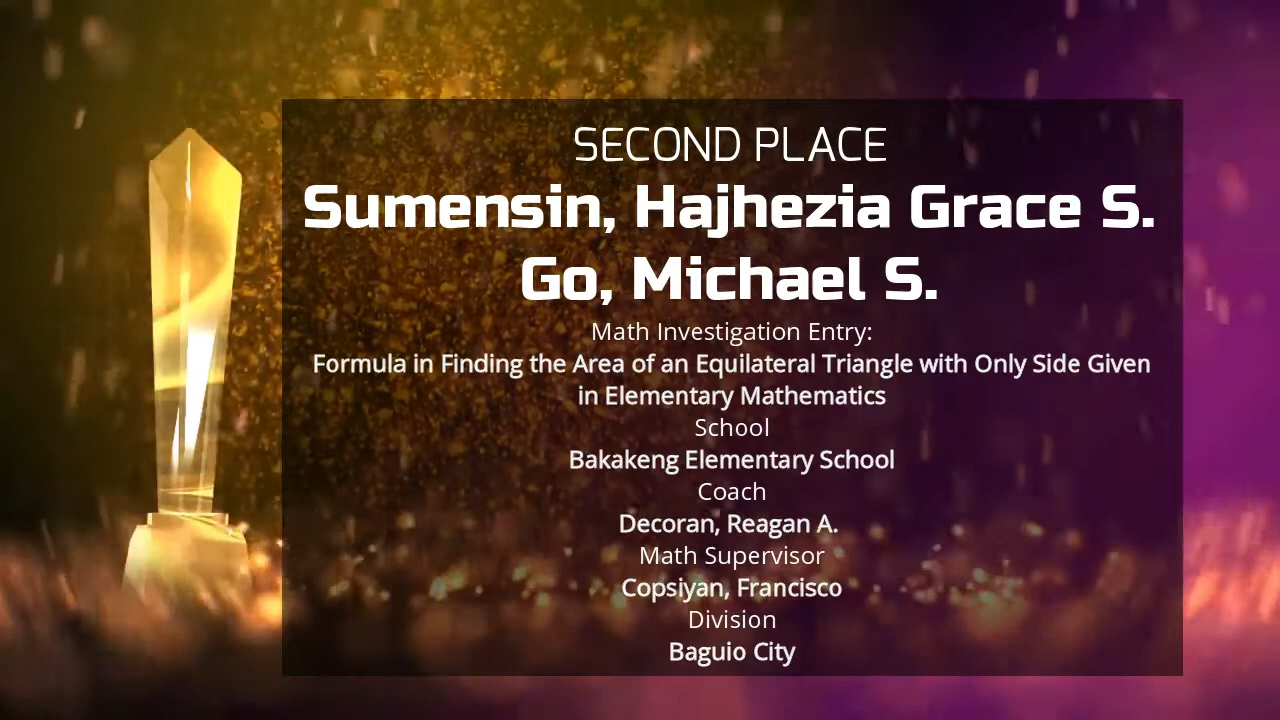 SECOND PLACE
Sumensin, Hajhezia Grace S.
Go, Michael S.
Math Investigation Entry:
Formula in Finding the Area of an Equilateral Triangle with Only Side Given
in Elementary Mathematics
School
Bakakeng Elementary School
Coach
Decoran, Reagan A.
Math Supervisor
Copsiyan, Francisco
Division
Baguio City